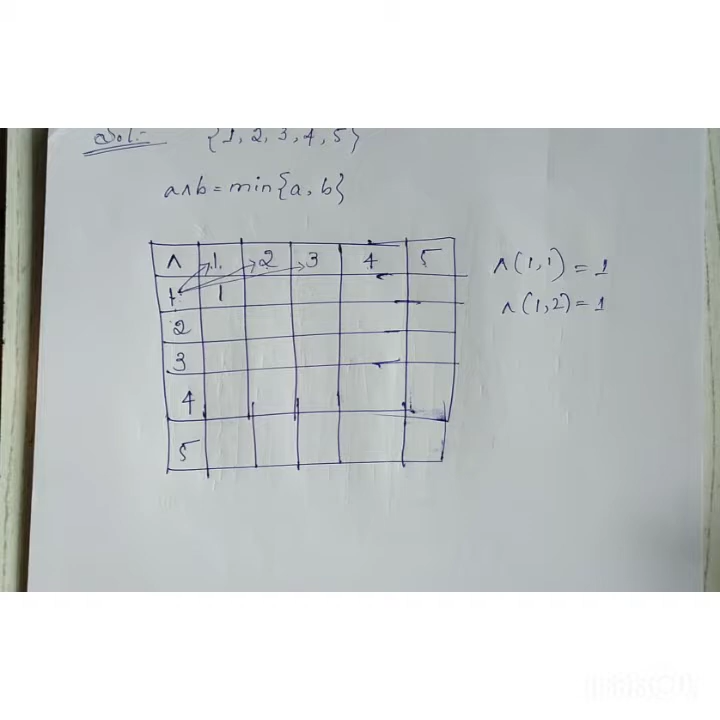 Sol:- {1, 2, 3, 4, 5}
a∧b = min{a, b}
∧ 1 2 3 4 5
1 1
2
3
4
5
∧(1,1) = 1
∧(1,2) = 1